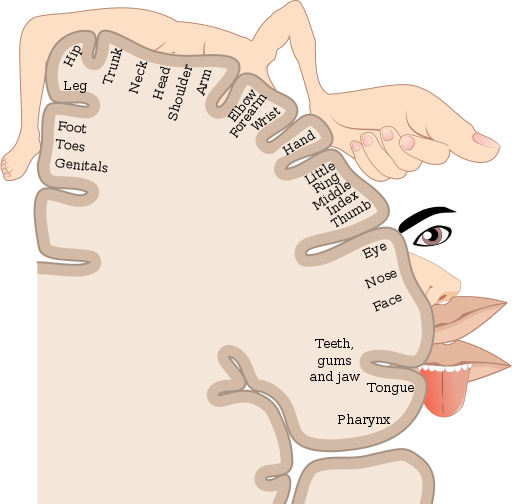 Hip
Trunk
Neck
Head
Shoulder
Arm
Elbow
Forearm
Wrist
Hand
Little
Ring
Middle
Index
Thumb
Eye
Nose
Face
Leg
Foot
Toes
Genitals
Teeth,
gums
and jaw
Tongue
Pharynx